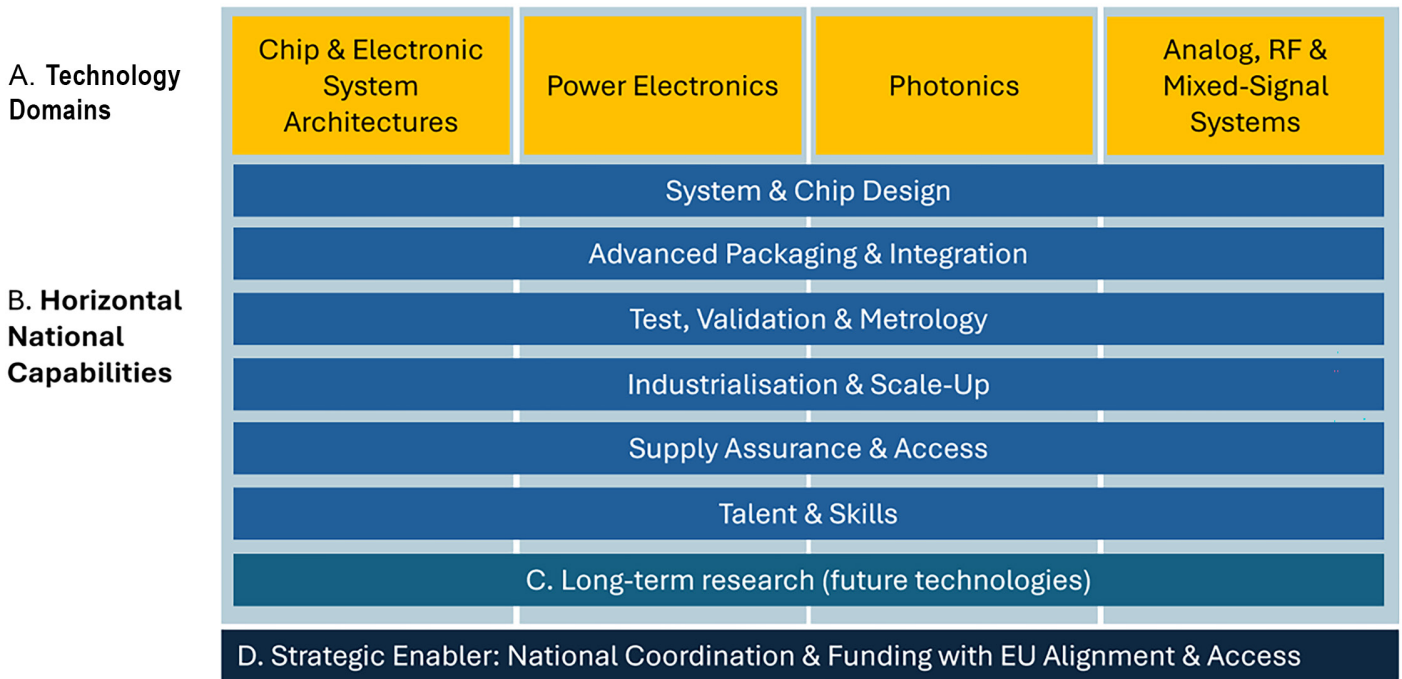 A. Technology
Domains
Chip & Electronic
System
Architectures
Power Electronics
Photonics
Analog, RF &
Mixed-Signal
Systems
B. Horizontal
National
Capabilities
System & Chip Design
Advanced Packaging & Integration
Test, Validation & Metrology
Industrialisation & Scale-Up
Supply Assurance & Access
Talent & Skills
C. Long-term research (future technologies)
D. Strategic Enabler: National Coordination & Funding with EU Alignment & Access